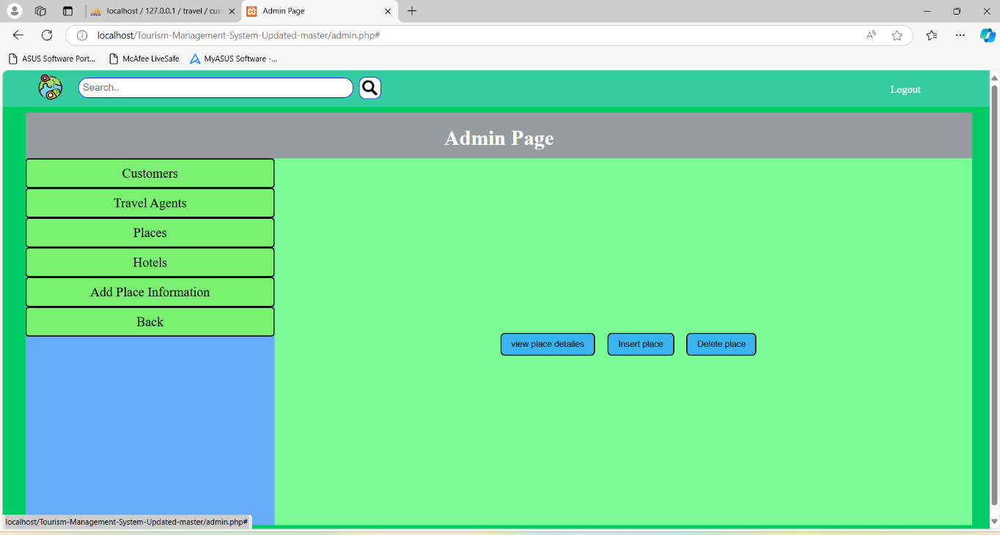 localhost / 127.0.0.1 / travel / cus
Admin Page
localhost/Tourism-Management-System-Updated-master/admin.php#
ASUS Software Port...
McAfee LiveSafe
MyASUS Software -...
Search..
Logout
Admin Page
Customers
Travel Agents
Places
Hotels
Add Place Information
Back
view place detailes
Insert place
Delete place
localhost/Tourism-Management-System-Updated-master/admin.php#